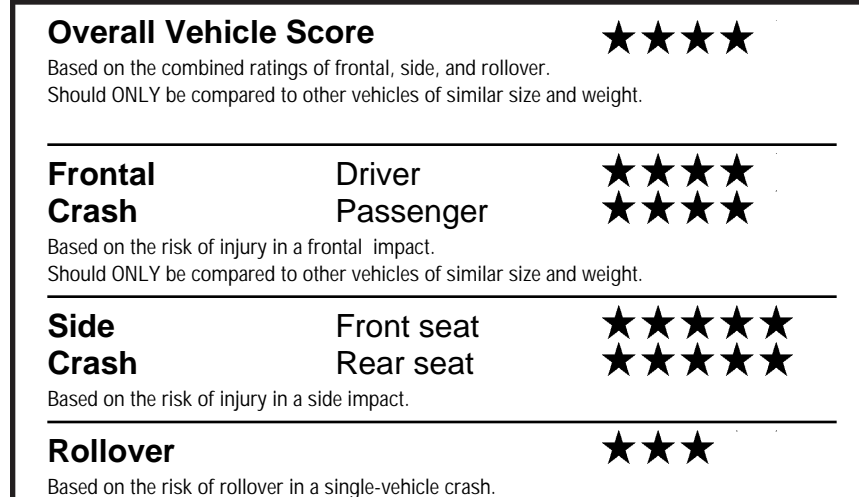 Overall Vehicle Score ★★★★
Based on the combined ratings of frontal, side, and rollover.
Should ONLY be compared to other vehicles of similar size and weight.
Frontal Driver ★★★★
Crash Passenger ★★★★
Based on the risk of injury in a frontal impact.
Should ONLY be compared to other vehicles of similar size and weight.
Side Front seat ★★★★★
Crash Rear seat ★★★★★
Based on the risk of injury in a side impact.
Rollover ★★★
Based on the risk of rollover in a single-vehicle crash.